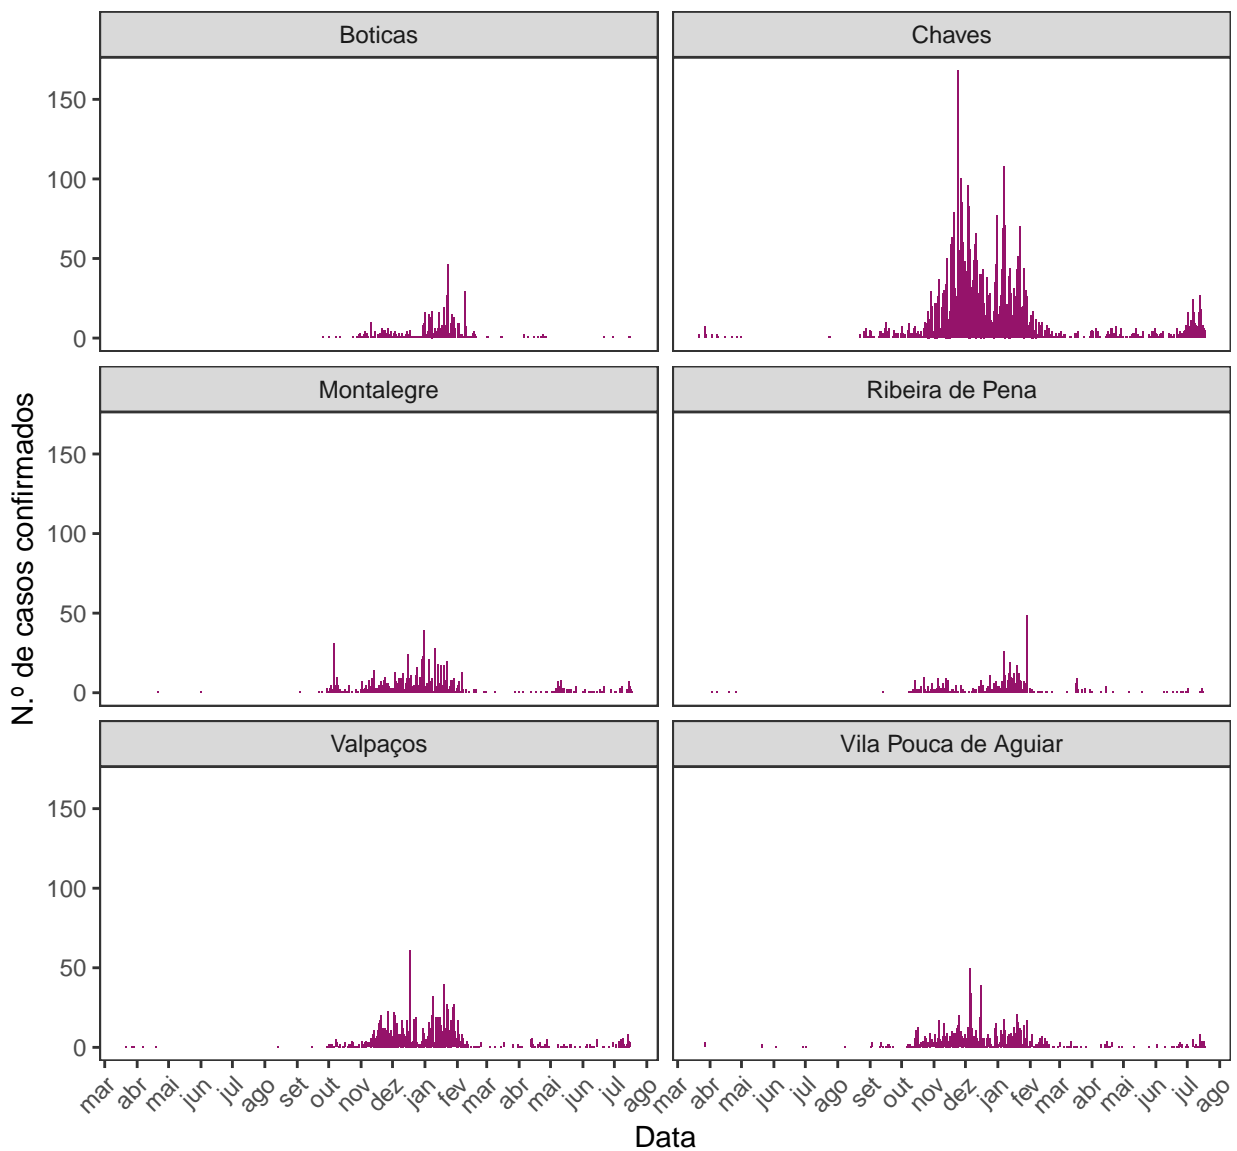 Boticas
Chaves
150
100
50
0
Montalegre
Ribeira de Pena
150
100
50
0
Valpaços
Vila Pouca de Aguiar
150
100
50
0
mar abr mai jun jul ago set out nov dez jan fev mar abr mai jun jul ago
mar abr mai jun jul ago set out nov dez jan fev mar abr mai jun jul ago
Data
N.º de casos confirmados